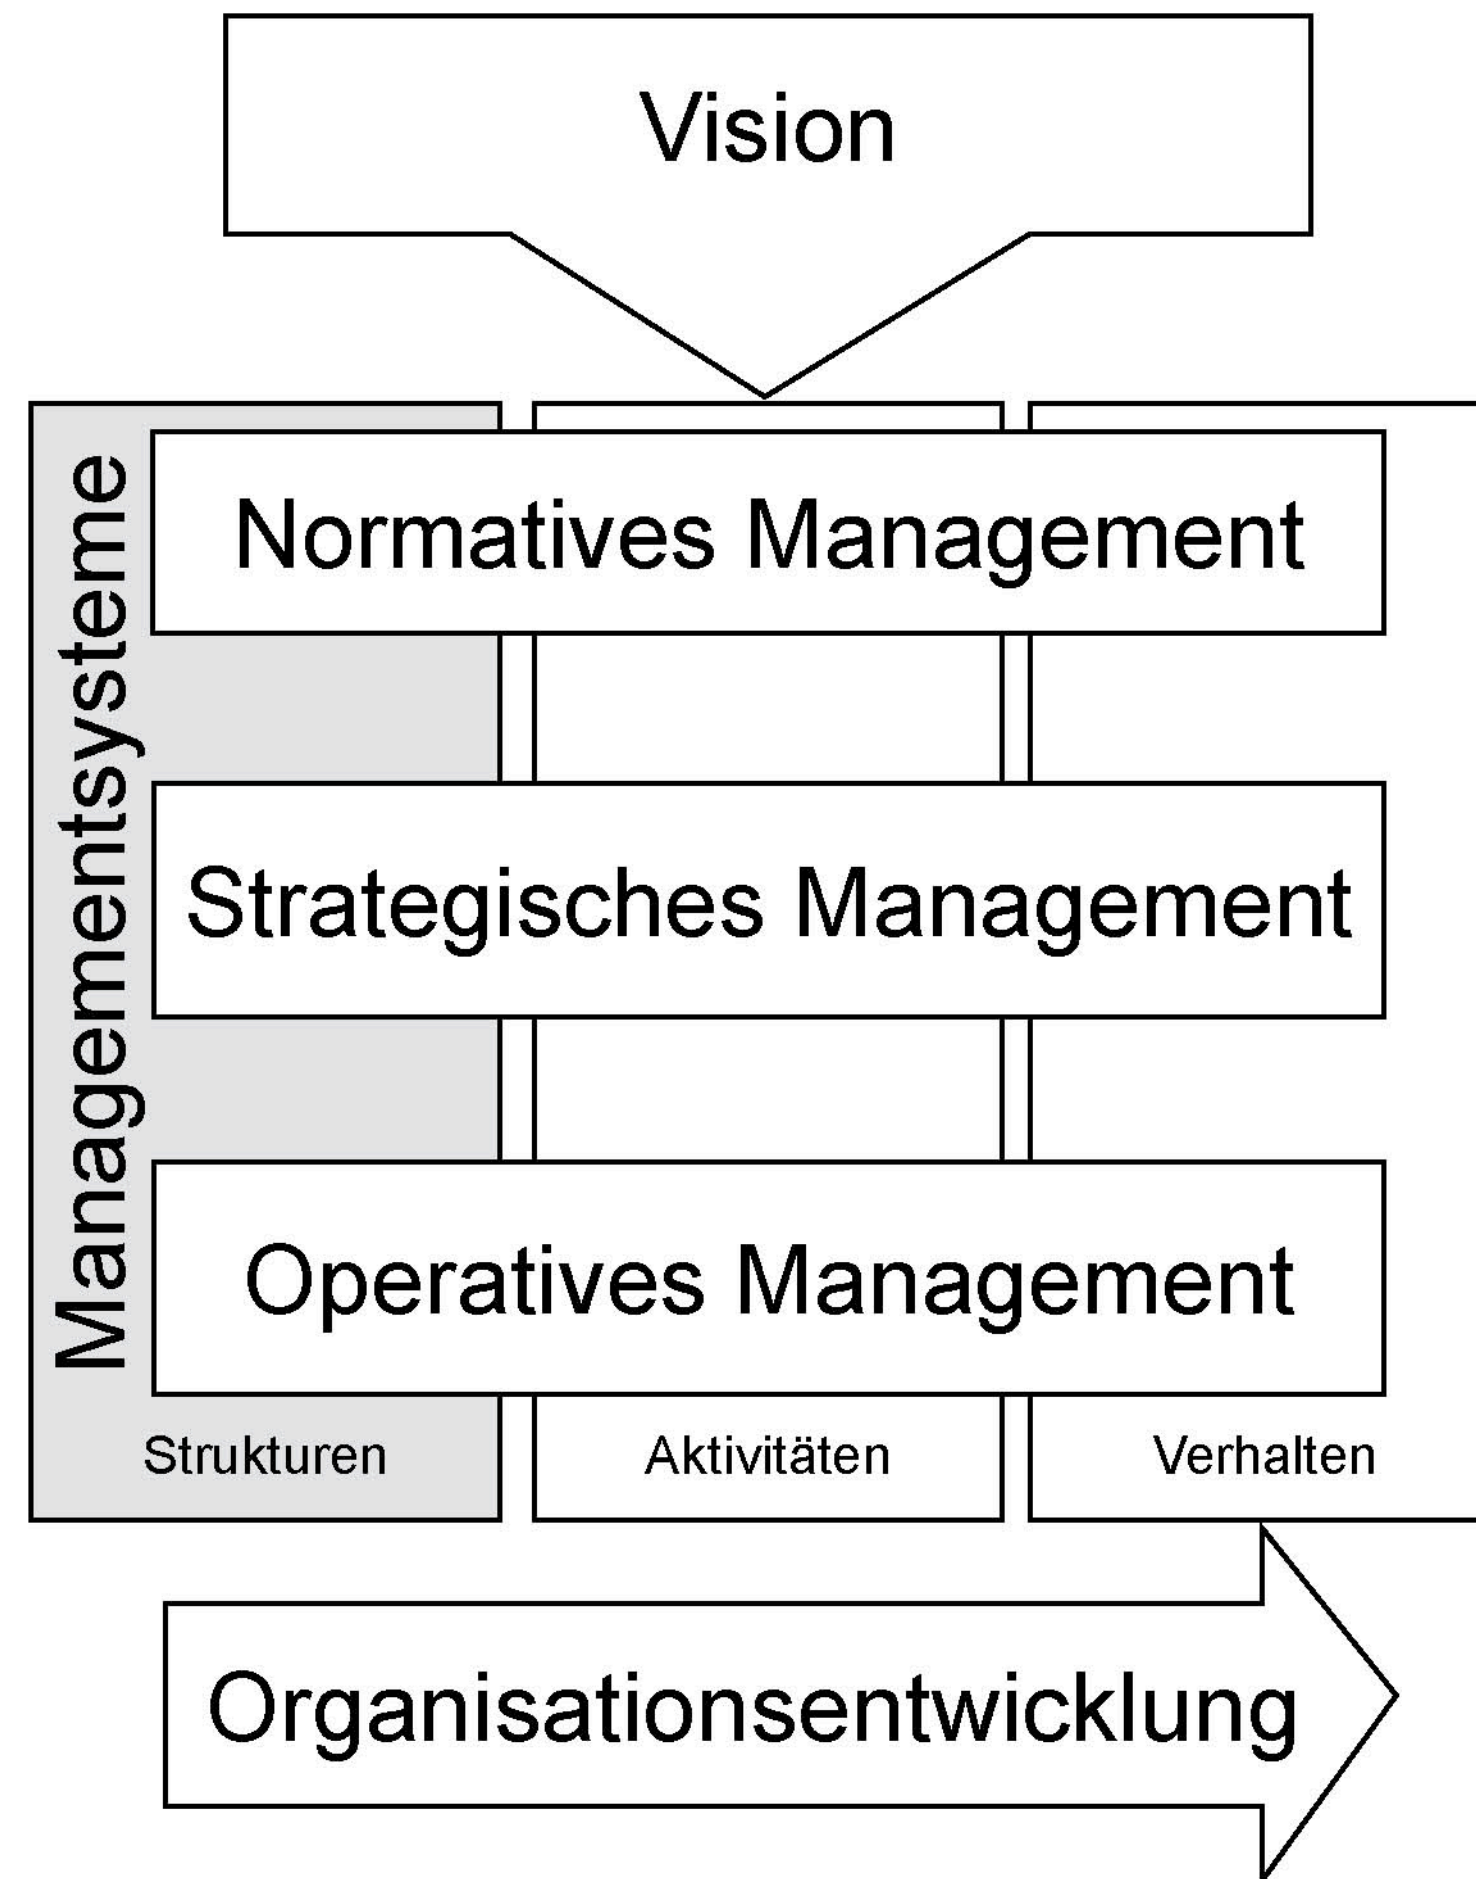 Vision
Managementsysteme
Normatives Management
Strategisches Management
Operatives Management
Strukturen
Aktivitäten
Verhalten
Organisationsentwicklung